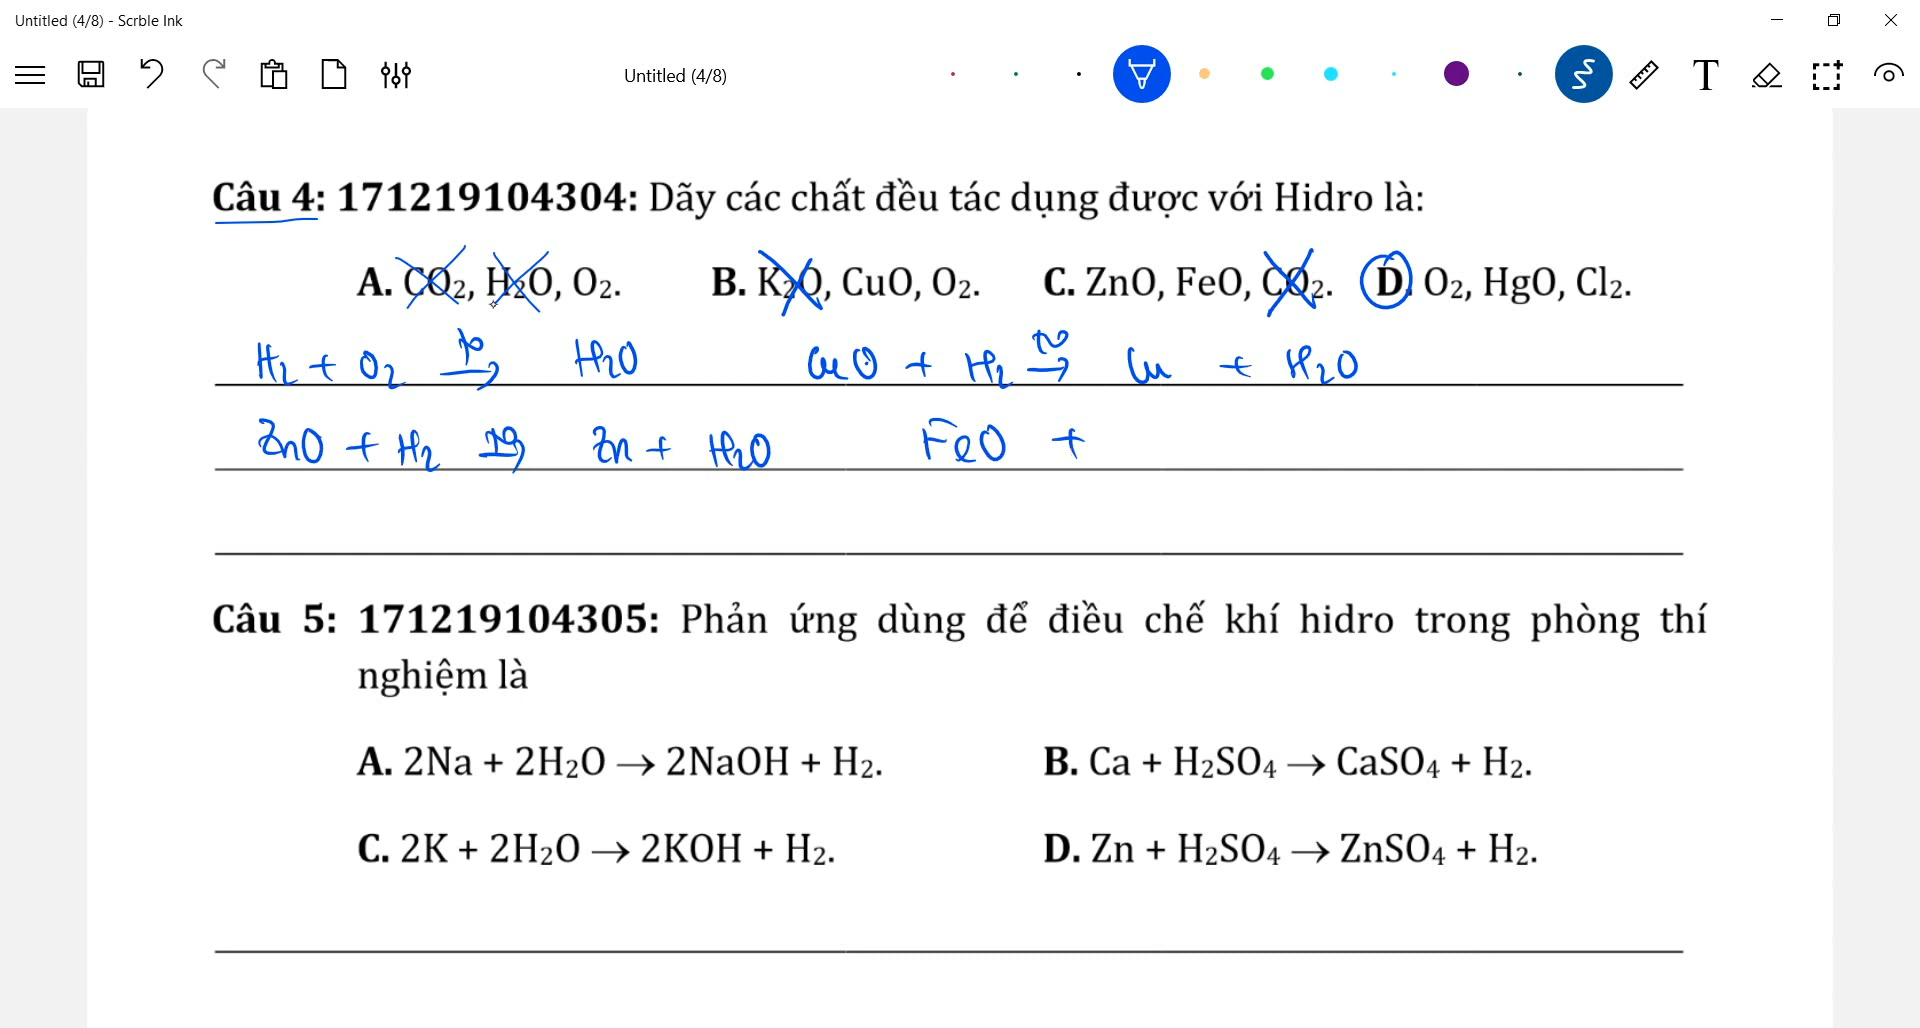 Untitled (4/8) - Scrble Ink
Untitled (4/8)
T
Câu 4: 171219104304: Dãy các chất đều tác dụng được với Hidro là:
A. CO₂, H₂O, O₂. B. K₂O, CuO, O₂. C. ZnO, FeO, CO₂. D. O₂, HgO, Cl₂.
H₂ + O₂ →(t°) H₂O CuO + H₂ →(t°) Cu + H₂O
ZnO + H₂ →(t°) Zn + H₂O FeO +
Câu 5: 171219104305: Phản ứng dùng để điều chế khí hidro trong phòng thí
nghiệm là
A. 2Na + 2H₂O → 2NaOH + H₂. B. Ca + H₂SO₄ → CaSO₄ + H₂.
C. 2K + 2H₂O → 2KOH + H₂. D. Zn + H₂SO₄ → ZnSO₄ + H₂.